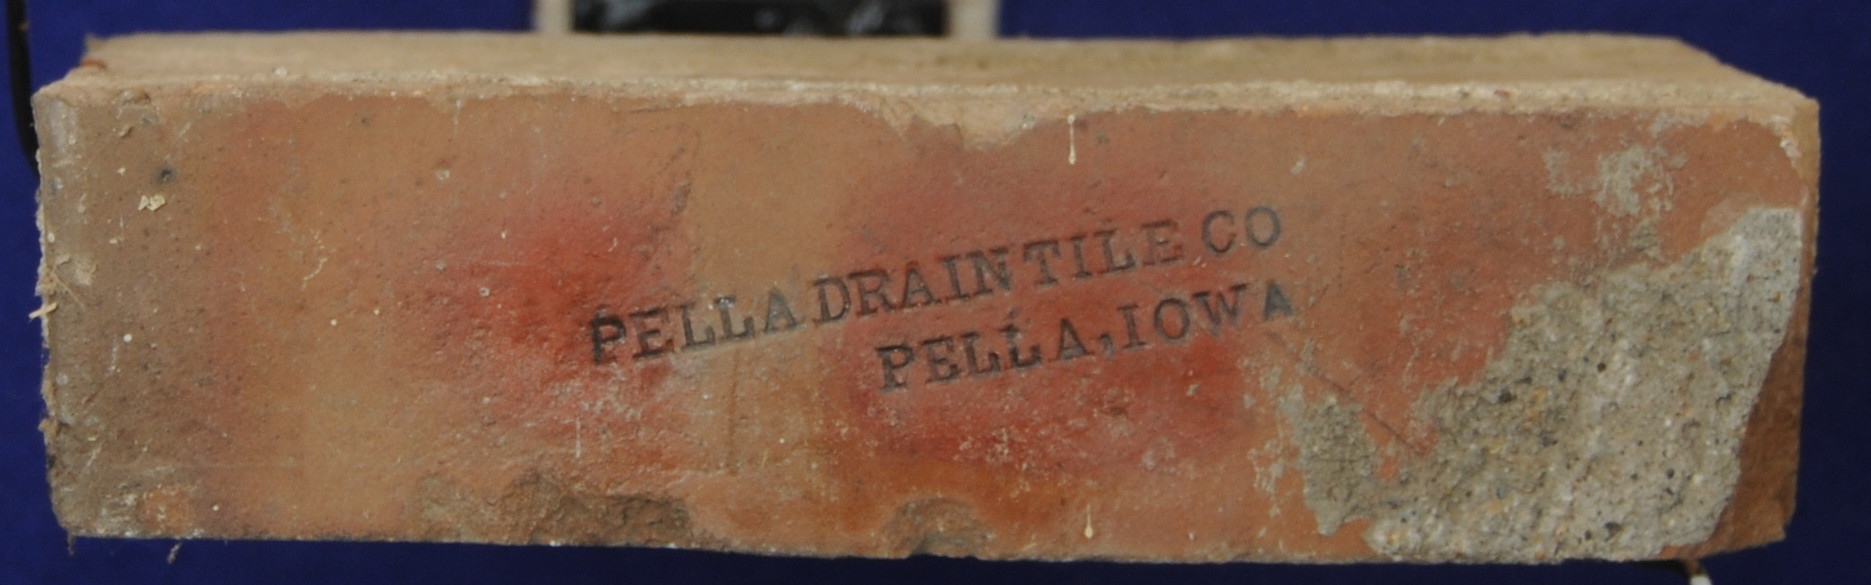 PELLA DRAIN TILE CO
PELLA, IOWA